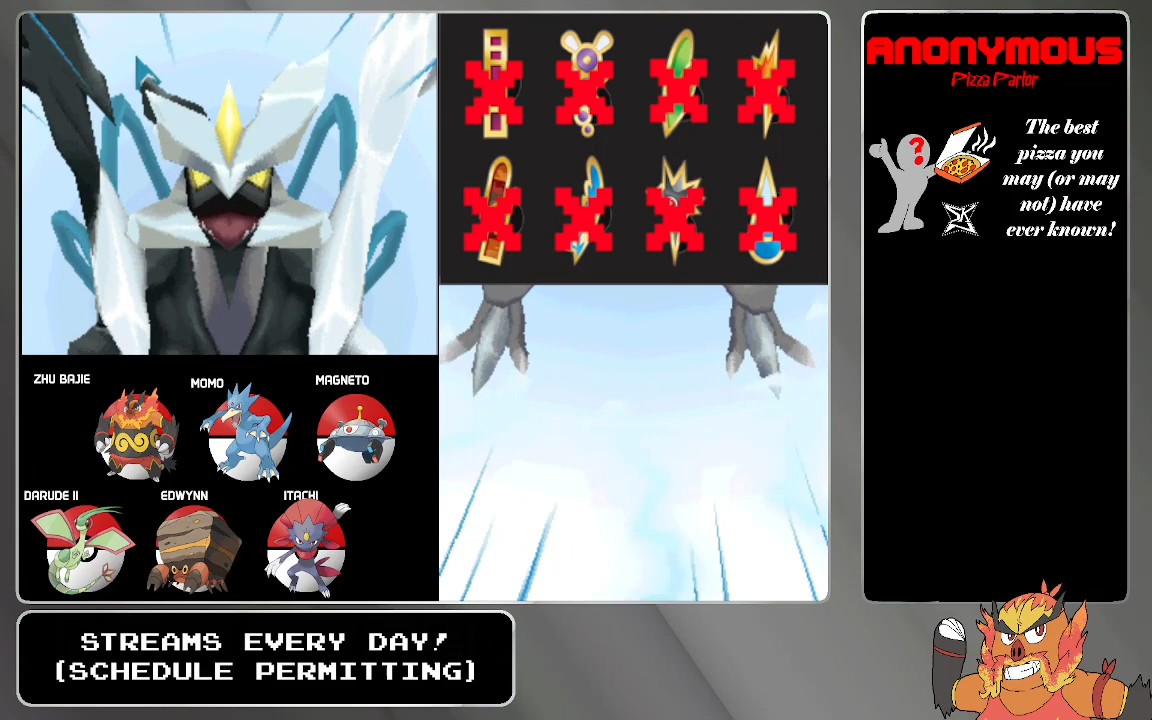 ANONYMOUS
Pizza Parlor
The best
pizza you
may (or may
not) have
ever known!
?
SK
ZHU BAJIE
MOMO
MAGNETO
DARUDE II
EDWYNN
ITACHI
STREAMS EVERY DAY!
(SCHEDULE PERMITTING)